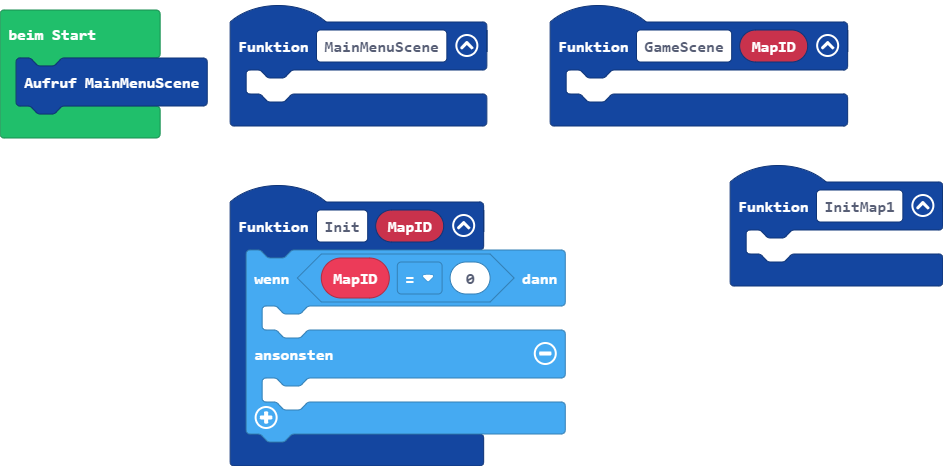 beim Start
Aufruf MainMenuScene
Funktion MainMenuScene
Funktion GameScene MapID
Funktion Init MapID
wenn MapID = 0 dann
ansonsten
Funktion InitMap1